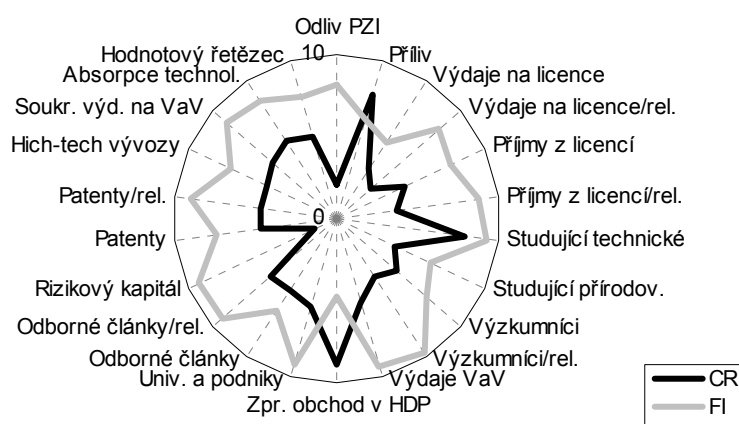 Odliv PZI
10
Příliv
Výdaje na licence
Výdaje na licence/rel.
Příjmy z licencí
Příjmy z licencí/rel.
Studující technické
Studující přírodov.
Výzkumníci
Výzkumníci/rel.
Výdaje VaV
Zpr. obchod v HDP
Univ. a podniky
Odborné články
Odborné články/rel.
Rizikový kapitál
Patenty
Patenty/rel.
Hich-tech vývozy
Soukr. výd. na VaV
Absorpce technol.
Hodnotový řetězec
0
CR
FI